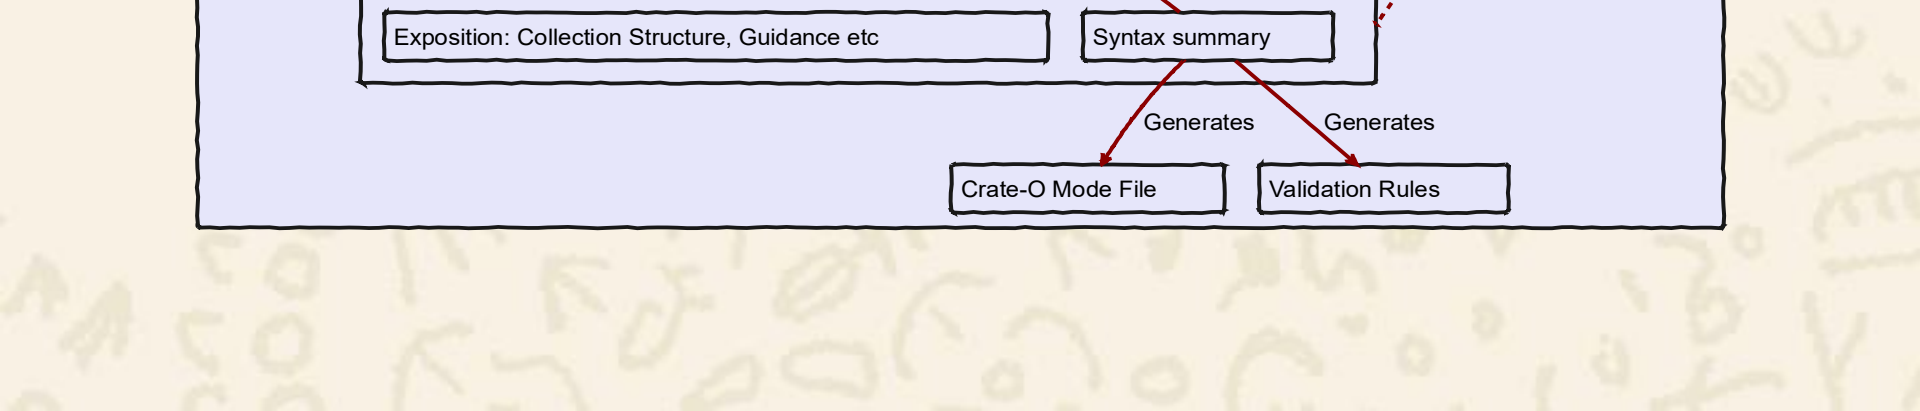 Exposition: Collection Structure, Guidance etc
Syntax summary
Generates
Generates
Crate-O Mode File
Validation Rules